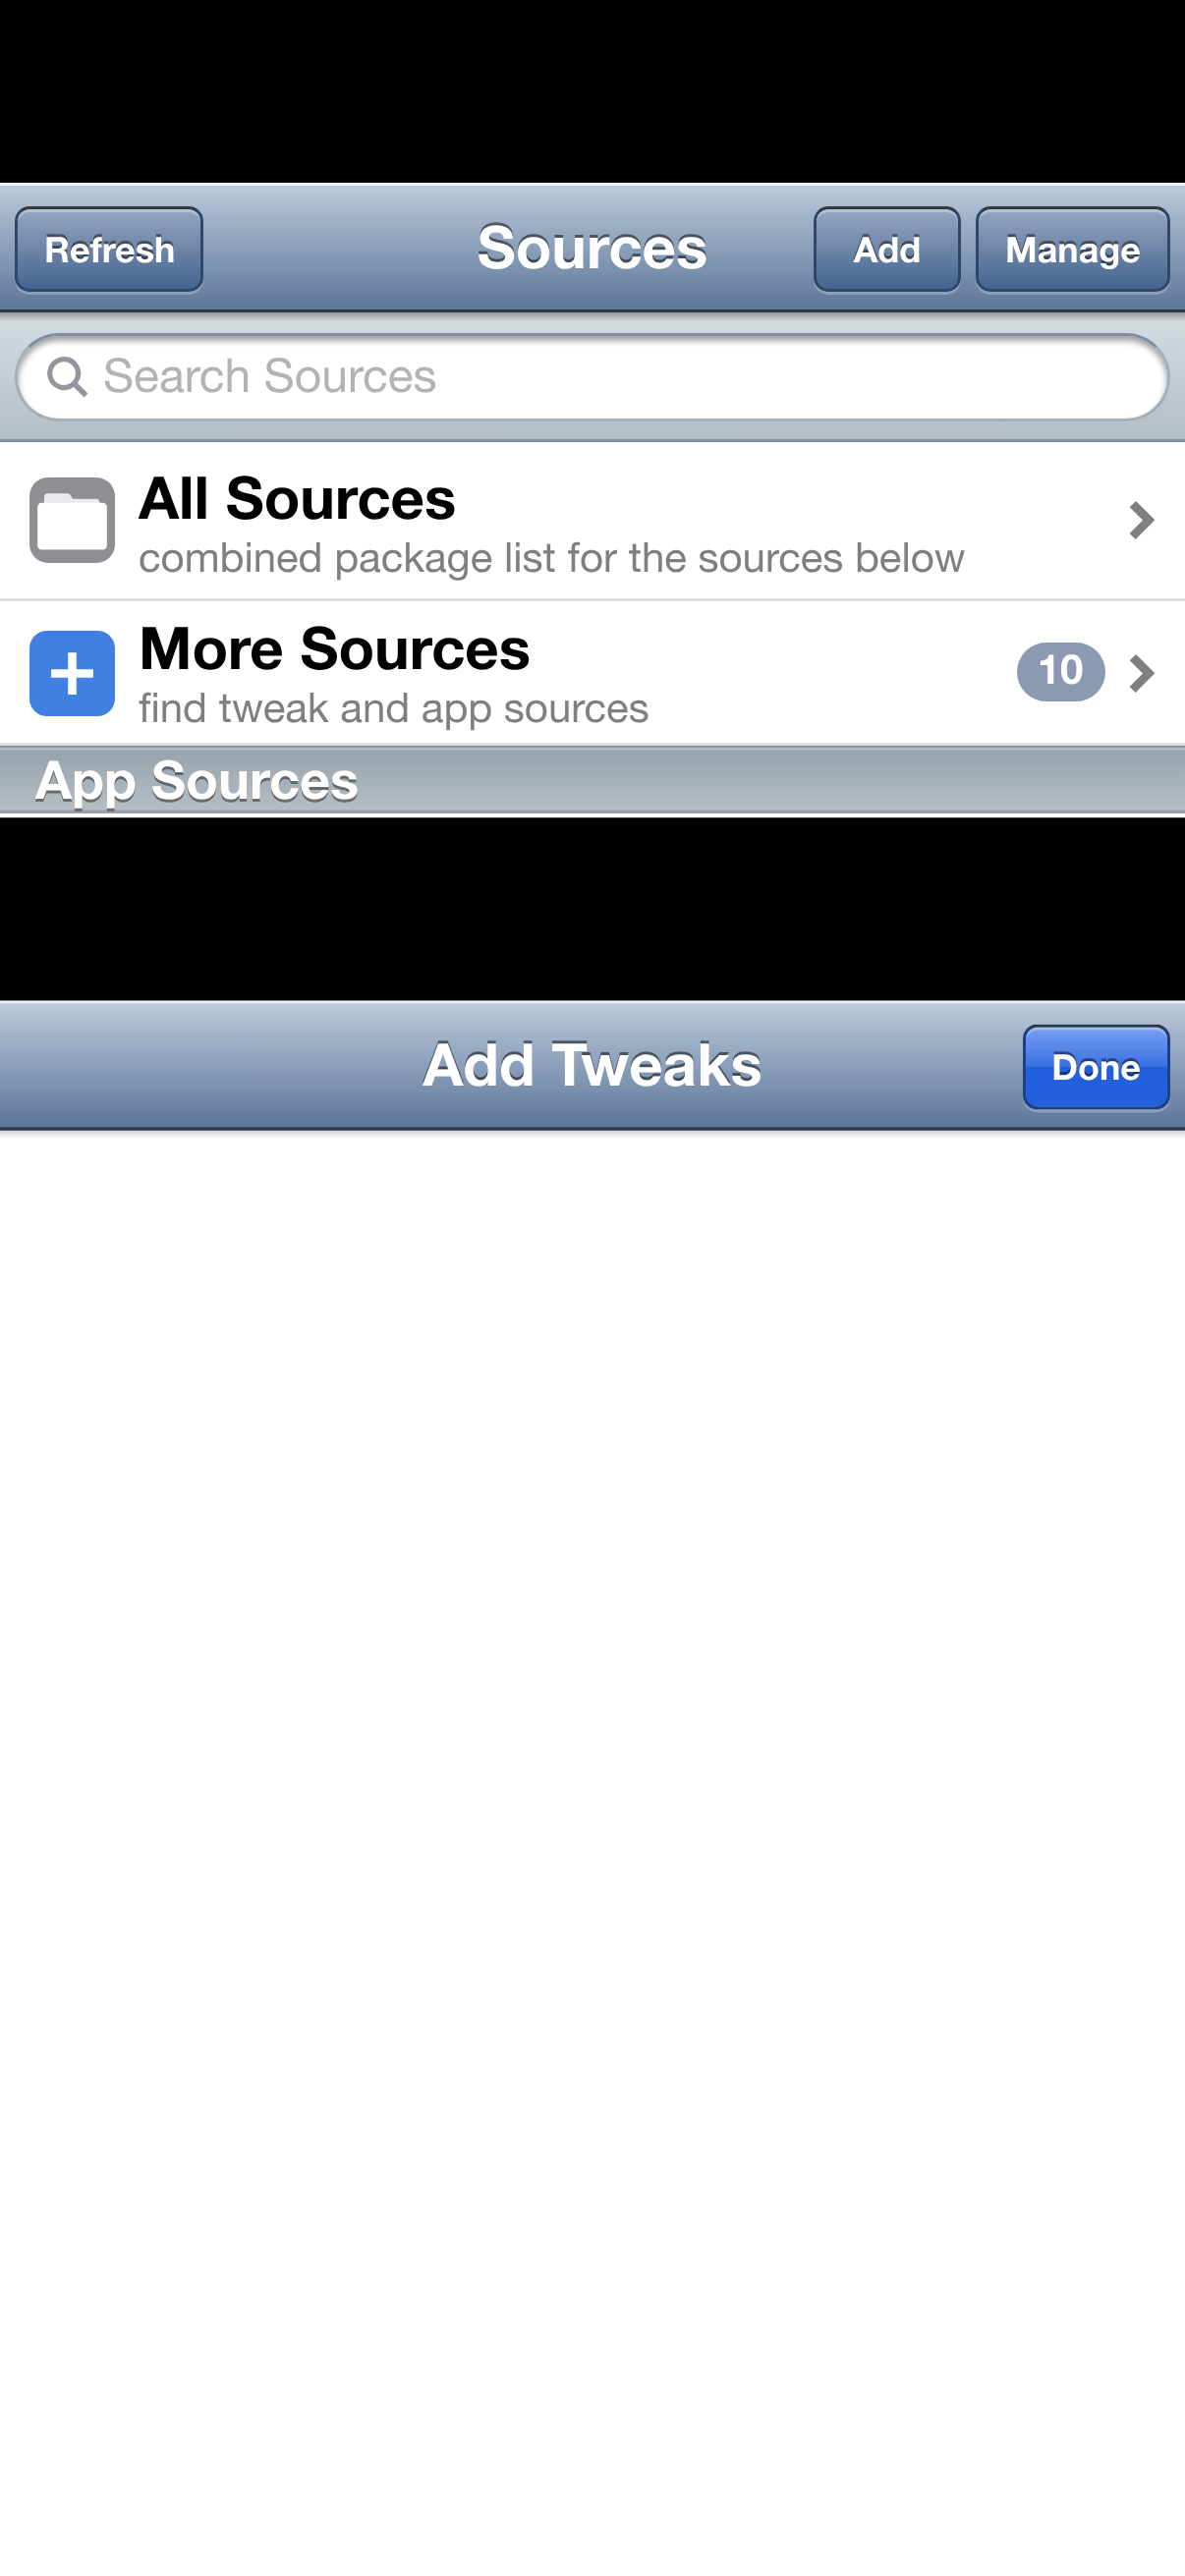 Refresh
Sources
Add
Manage
Search Sources
All Sources
combined package list for the sources below
More Sources
find tweak and app sources
10
App Sources
Add Tweaks
Done